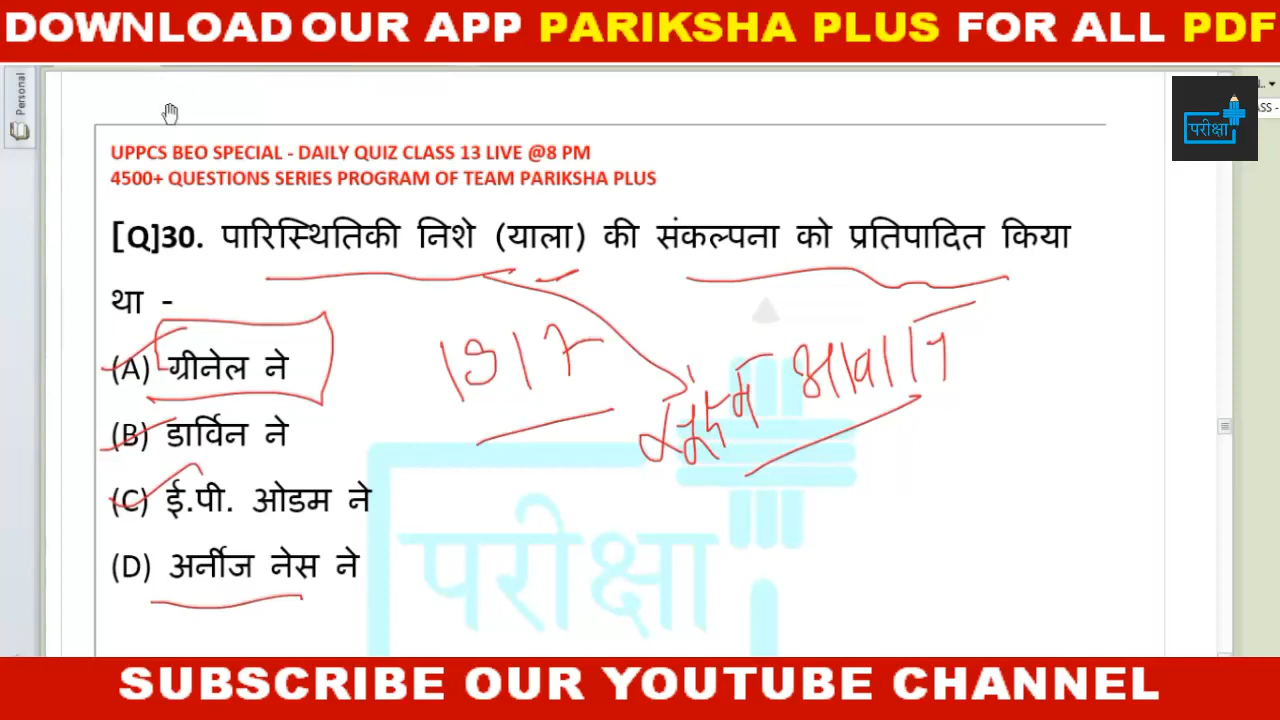 DOWNLOAD OUR APP PARIKSHA PLUS FOR ALL PDF
Personal
परीक्षा
ASS -
UPPCS BEO SPECIAL - DAILY QUIZ CLASS 13 LIVE @8 PM
4500+ QUESTIONS SERIES PROGRAM OF TEAM PARIKSHA PLUS
[Q]30. पारिस्थितिकी निशे (याला) की संकल्पना को प्रतिपादित किया
था -
(A) ग्रीनेल ने
1917
(B) डार्विन ने
(C) ई.पी. ओडम ने
(D) अर्नीज नेस ने
परीक्षा
SUBSCRIBE OUR YOUTUBE CHANNEL